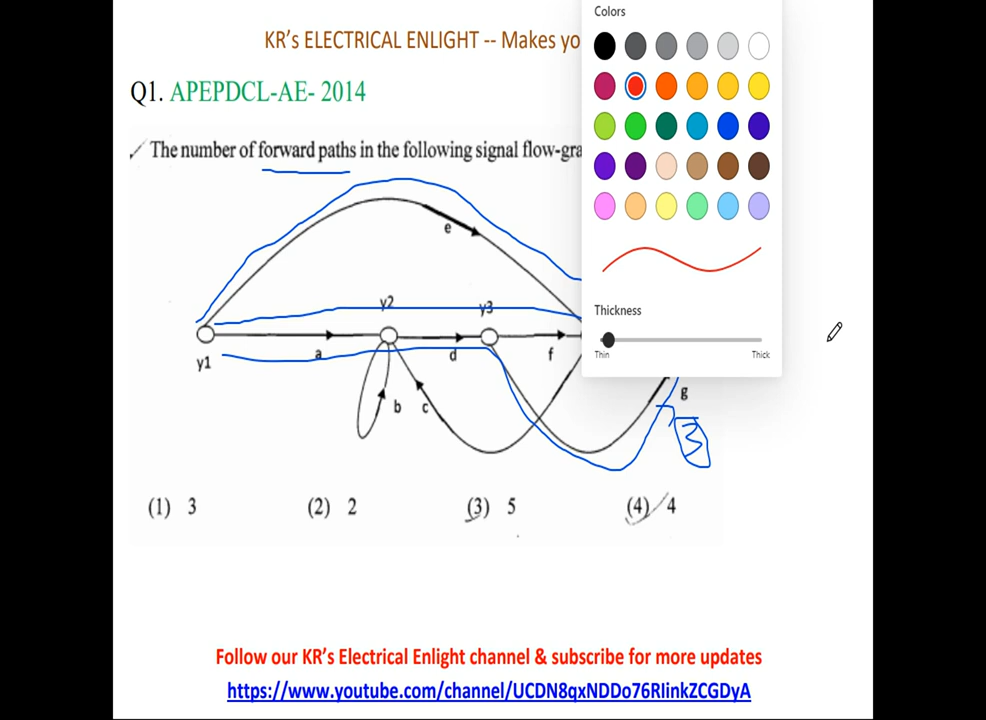 KR's ELECTRICAL ENLIGHT -- Makes yo
Colors
Q1. APEPDCL-AE- 2014
The number of forward paths in the following signal flow-gra
e
y2
y3
Thickness
Thin
Thick
y1
a
d
f
b
c
g
3
(1) 3
(2) 2
(3) 5
(4) 4
Follow our KR's Electrical Enlight channel & subscribe for more updates
https://www.youtube.com/channel/UCDN8qxNDDo76RIinkZCGDyA